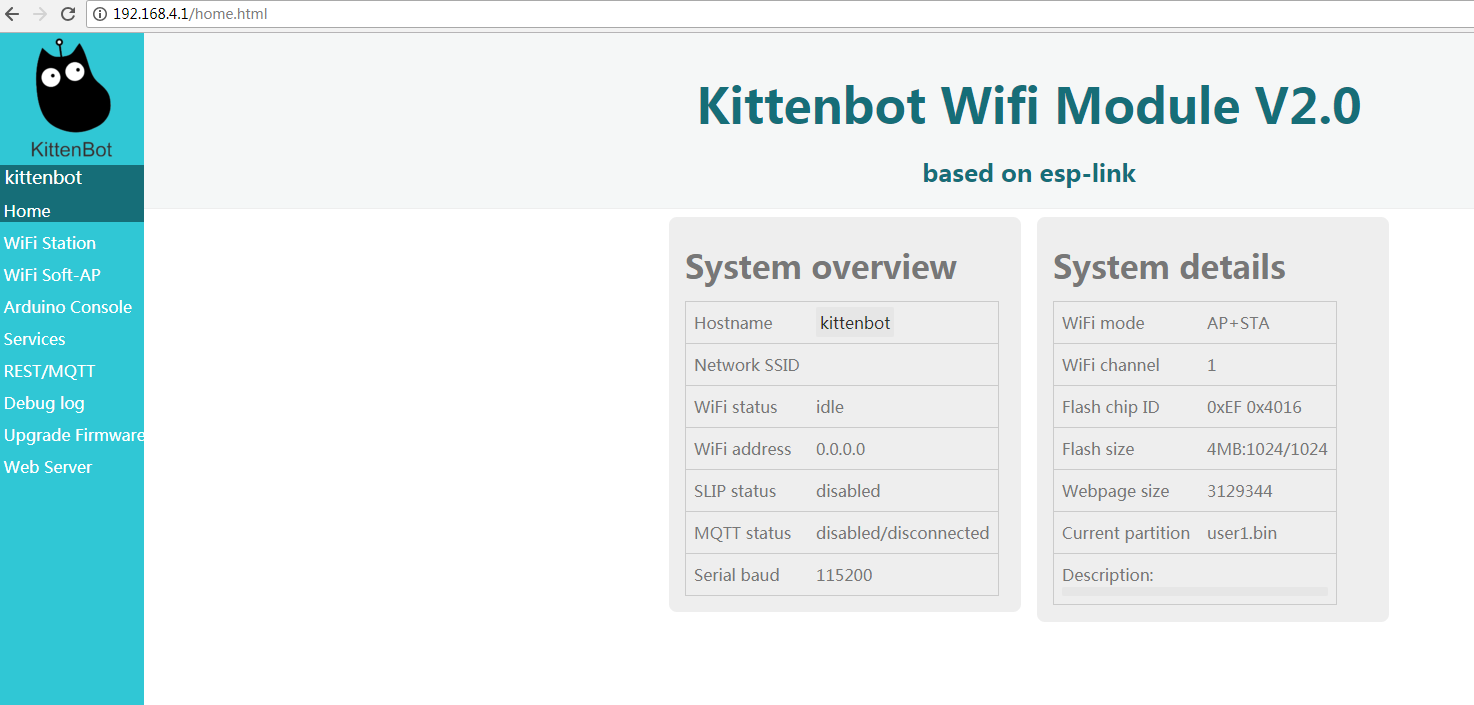 192.168.4.1/home.html
KittenBot
kittenbot
Home
WiFi Station
WiFi Soft-AP
Arduino Console
Services
REST/MQTT
Debug log
Upgrade Firmware
Web Server
Kittenbot Wifi Module V2.0
based on esp-link
System overview
Hostname kittenbot
Network SSID
WiFi status idle
WiFi address 0.0.0.0
SLIP status disabled
MQTT status disabled/disconnected
Serial baud 115200
System details
WiFi mode AP+STA
WiFi channel 1
Flash chip ID 0xEF 0x4016
Flash size 4MB:1024/1024
Webpage size 3129344
Current partition user1.bin
Description: